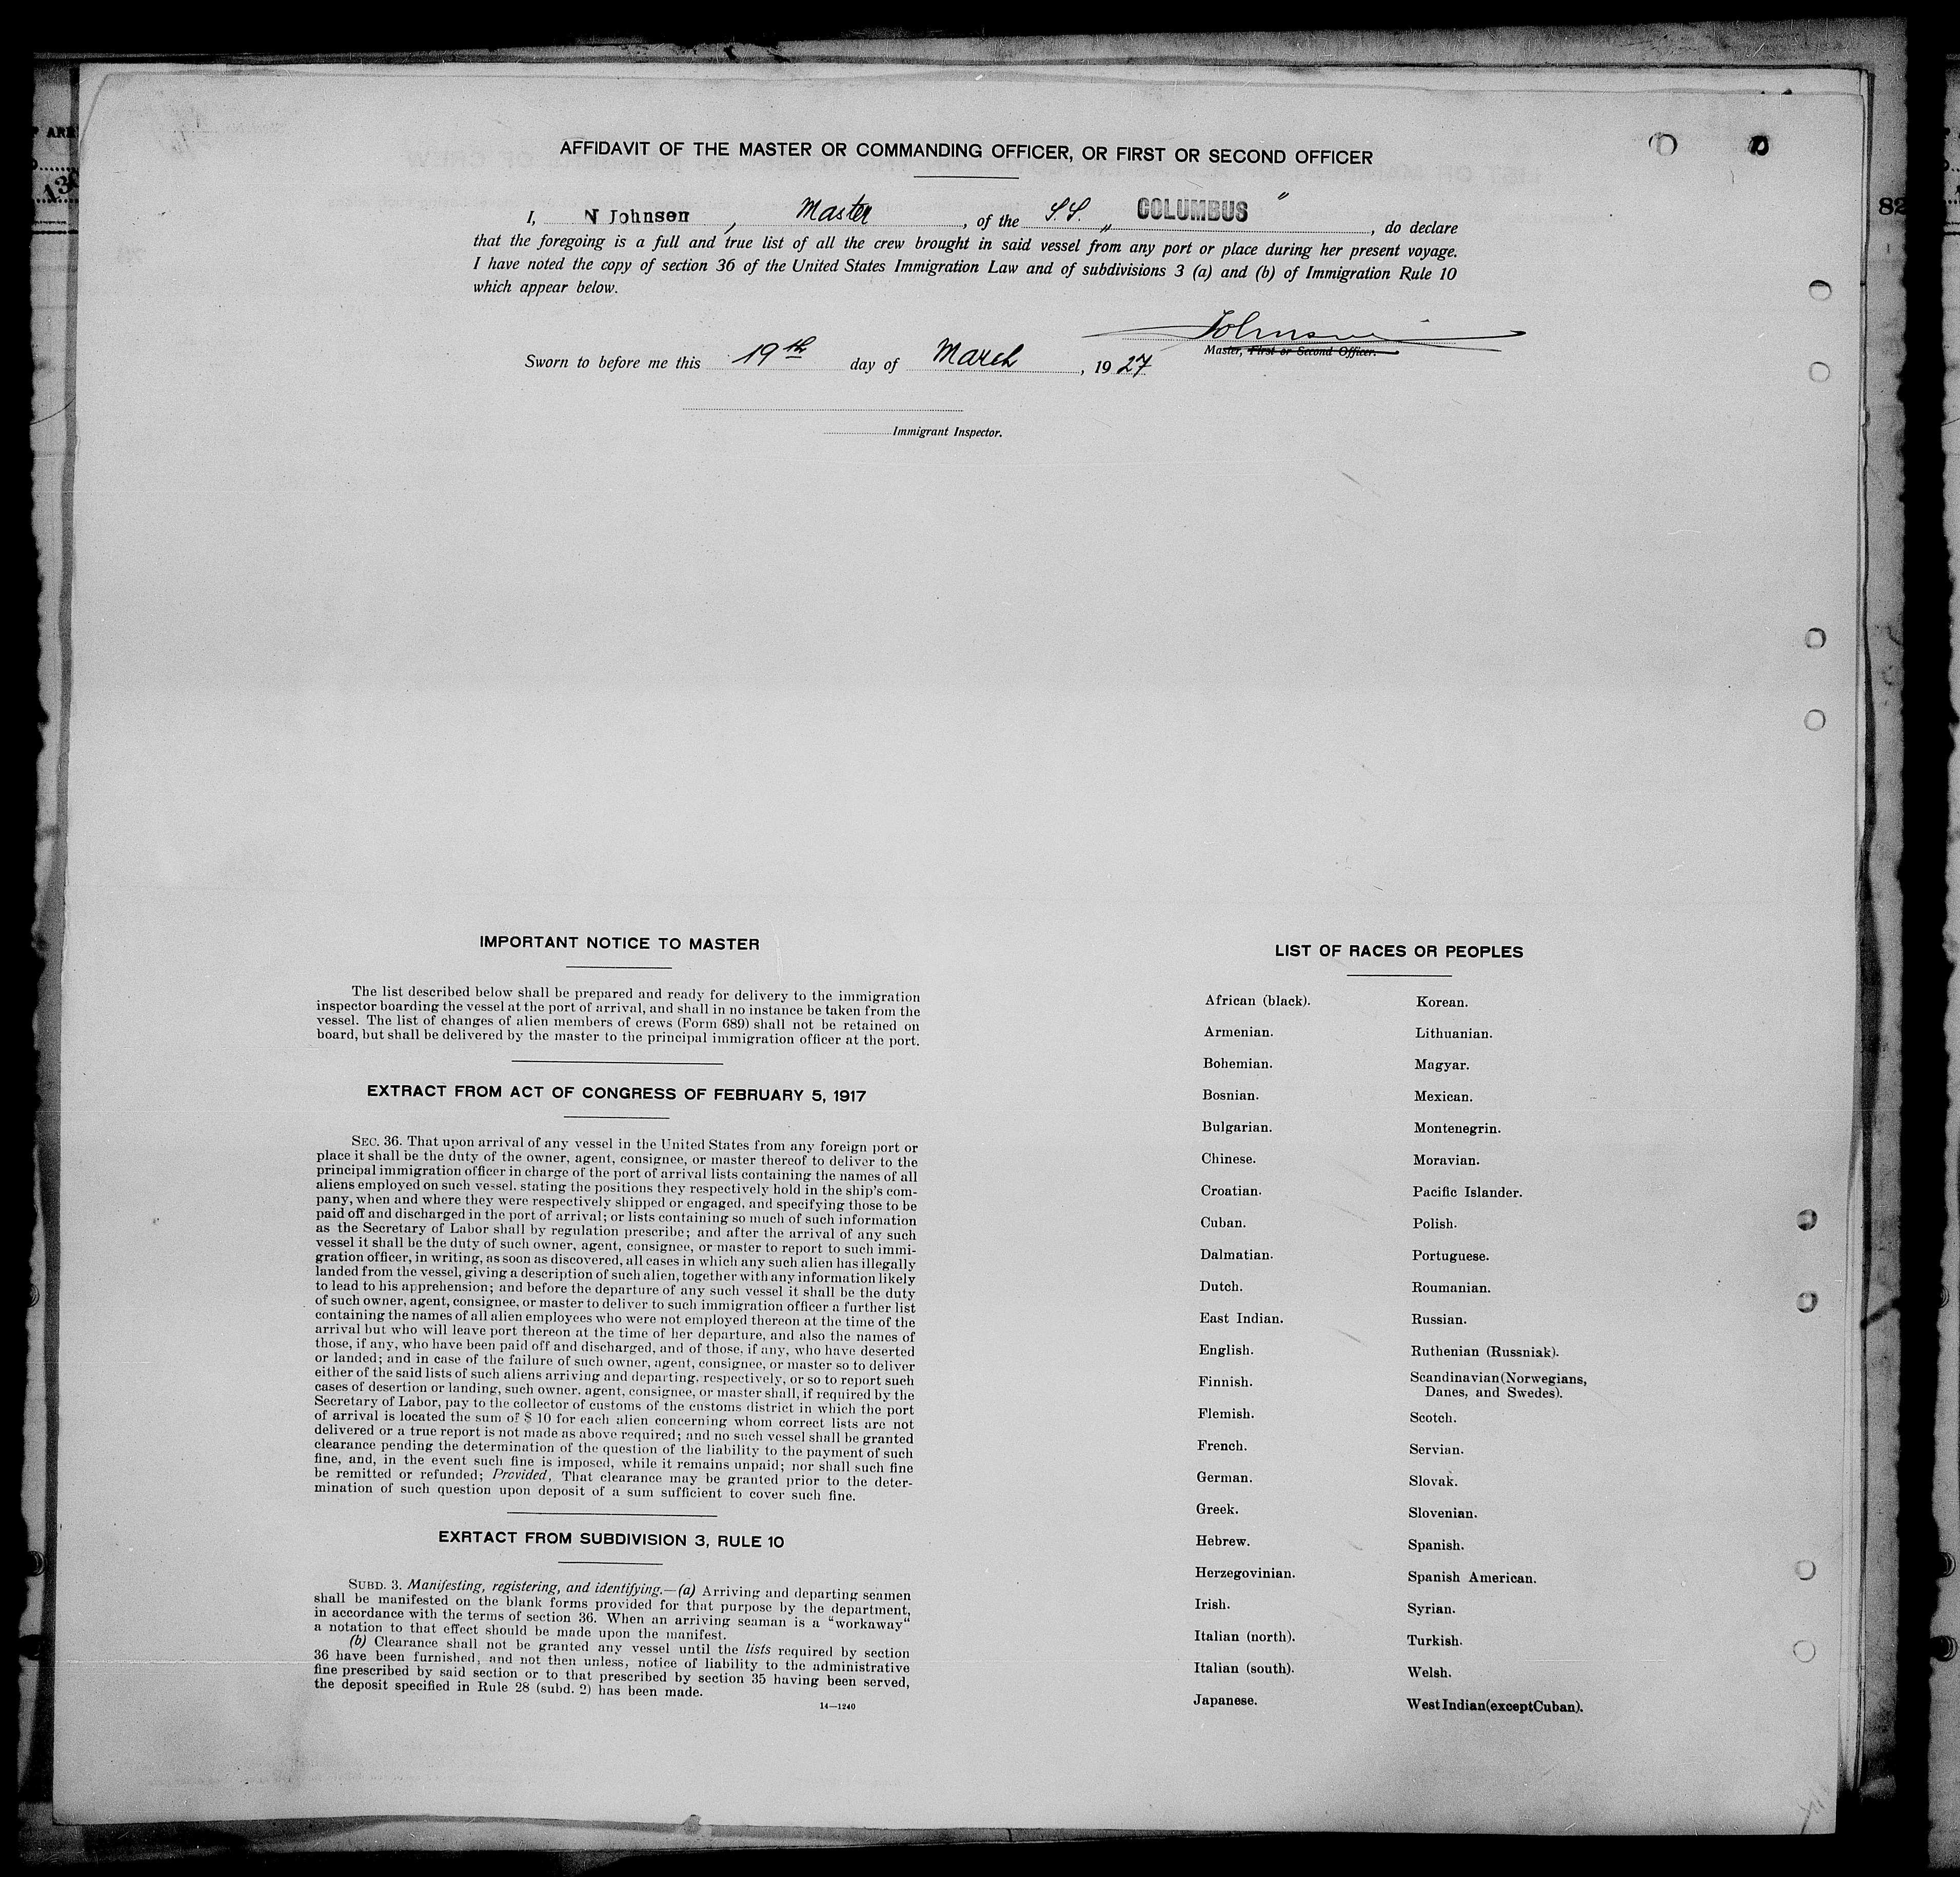 AFFIDAVIT OF THE MASTER OR COMMANDING OFFICER, OR FIRST OR SECOND OFFICER
I, N Johnsen, Master, of the S.S. „ COLUMBUS “, do declare
that the foregoing is a full and true list of all the crew brought in said vessel from any port or place during her present voyage.
I have noted the copy of section 36 of the United States Immigration Law and of subdivisions 3 (a) and (b) of Immigration Rule 10
which appear below.
Johnsen
Master, First or Second Officer.
Sworn to before me this 19th day of March, 1927
Immigrant Inspector.
82
IMPORTANT NOTICE TO MASTER
The list described below shall be prepared and ready for delivery to the immigration
inspector boarding the vessel at the port of arrival, and shall in no instance be taken from the
vessel. The list of changes of alien members of crews (Form 689) shall not be retained on
board, but shall be delivered by the master to the principal immigration officer at the port.
EXTRACT FROM ACT OF CONGRESS OF FEBRUARY 5, 1917
SEC. 36. That upon arrival of any vessel in the United States from any foreign port or
place it shall be the duty of the owner, agent, consignee, or master thereof to deliver to the
principal immigration officer in charge of the port of arrival lists containing the names of all
aliens employed on such vessel. stating the positions they respectively hold in the ship's com-
pany, when and where they were respectively shipped or engaged, and specifying those to be
paid off and discharged in the port of arrival; or lists containing so much of such information
as the Secretary of Labor shall by regulation prescribe; and after the arrival of any such
vessel it shall be the duty of such owner, agent, consignee, or master to report to such immi-
gration officer, in writing, as soon as discovered, all cases in which any such alien has illegally
landed from the vessel, giving a description of such alien, together with any information likely
to lead to his apprehension; and before the departure of any such vessel it shall be the duty
of such owner, agent, consignee, or master to deliver to such immigration officer a further list
containing the names of all alien employees who were not employed thereon at the time of the
arrival but who will leave port thereon at the time of her departure, and also the names of
those, if any, who have been paid off and discharged, and of those, if any, who have deserted
or landed; and in case of the failure of such owner, agent, consignee, or master so to deliver
either of the said lists of such aliens arriving and departing, respectively, or so to report such
cases of desertion or landing, such owner. agent, consignee, or master shall, if required by the
Secretary of Labor, pay to the collector of customs of the customs district in which the port
of arrival is located the sum of $ 10 for each alien concerning whom correct lists are not
delivered or a true report is not made as above required; and no such vessel shall be granted
clearance pending the determination of the question of the liability to the payment of such
fine, and, in the event such fine is imposed, while it remains unpaid; nor shall such fine
be remitted or refunded; Provided, That clearance may be granted prior to the deter-
mination of such question upon deposit of a sum sufficient to cover such fine.
EXRTACT FROM SUBDIVISION 3, RULE 10
SUBD. 3. Manifesting, registering, and identifying.—(a) Arriving and departing seamen
shall be manifested on the blank forms provided for that purpose by the department,
in accordance with the terms of section 36. When an arriving seaman is a “workaway“
a notation to that effect should be made upon the manifest.
(b) Clearance shall not be granted any vessel until the lists required by section
36 have been furnished, and not then unless, notice of liability to the administrative
fine prescribed by said section or to that prescribed by section 35 having been served,
the deposit specified in Rule 28 (subd. 2) has been made.
14—1240
LIST OF RACES OR PEOPLES
African (black).
Armenian.
Bohemian.
Bosnian.
Bulgarian.
Chinese.
Croatian.
Cuban.
Dalmatian.
Dutch.
East Indian.
English.
Finnish.
Flemish.
French.
German.
Greek.
Hebrew.
Herzegovinian.
Irish.
Italian (north).
Italian (south).
Japanese.
Korean.
Lithuanian.
Magyar.
Mexican.
Montenegrin.
Moravian.
Pacific Islander.
Polish.
Portuguese.
Roumanian.
Russian.
Ruthenian (Russniak).
Scandinavian (Norwegians,
Danes, and Swedes).
Scotch.
Servian.
Slovak.
Slovenian.
Spanish.
Spanish American.
Syrian.
Turkish.
Welsh.
West Indian (except Cuban).